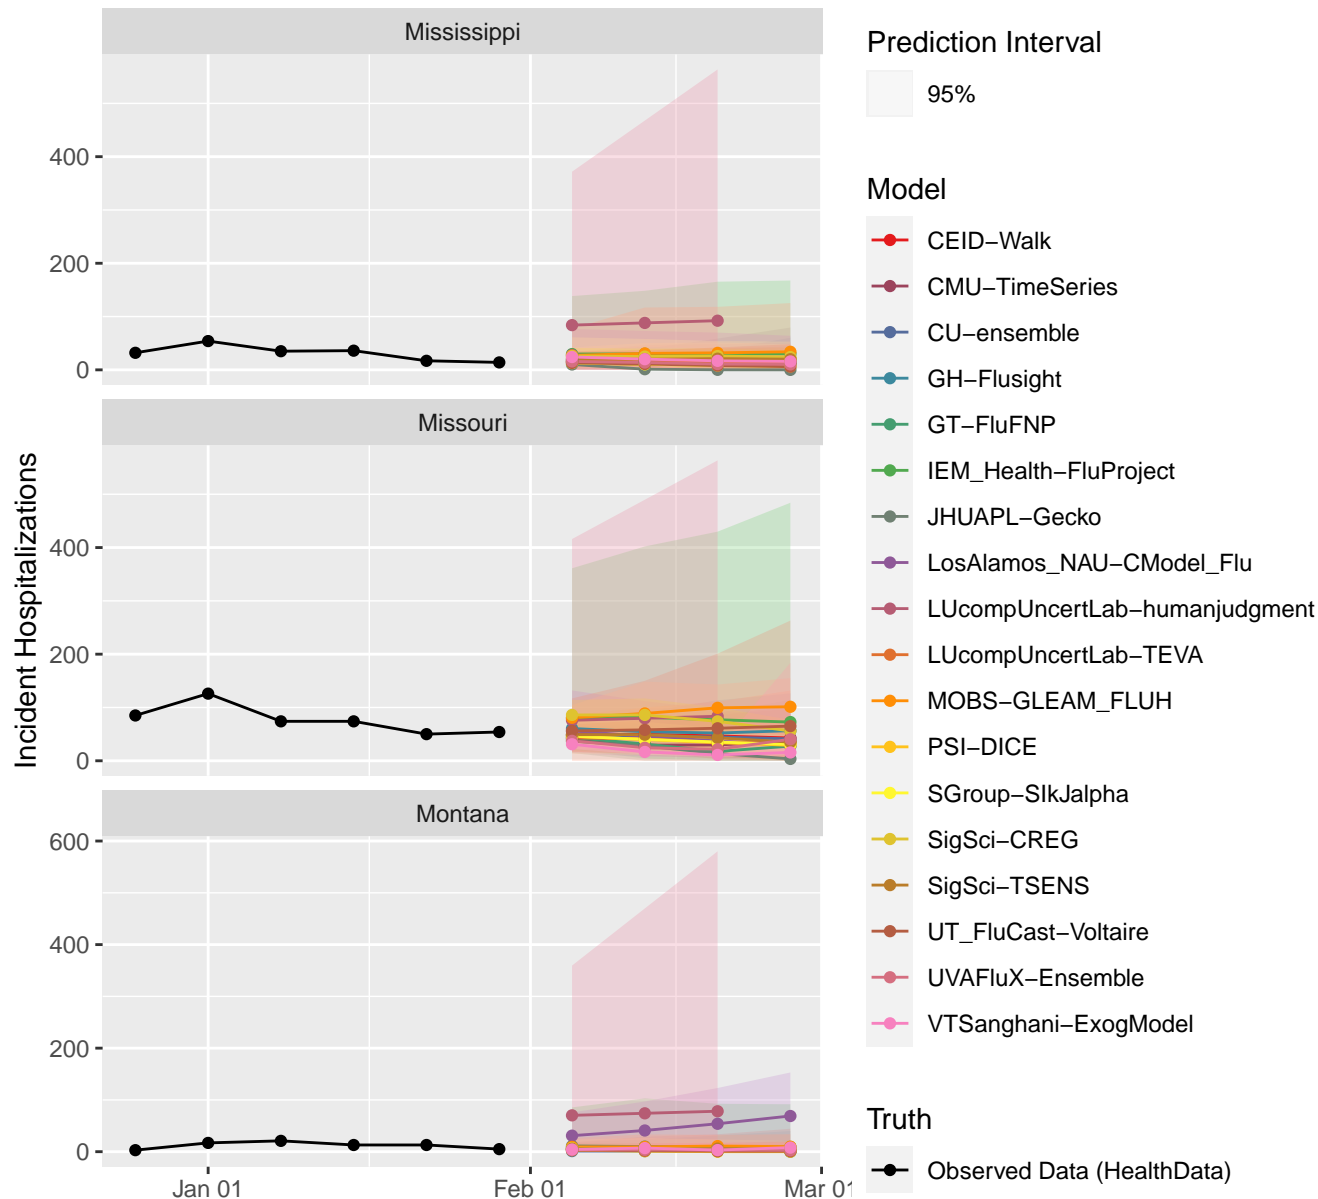 Mississippi
400
200
0
Missouri
400
200
0
Montana
600
400
200
0
Jan 01
Feb 01
Mar 01
Incident Hospitalizations
Prediction Interval
95%
Model
CEID−Walk
CMU−TimeSeries
CU−ensemble
GH−Flusight
GT−FluFNP
IEM_Health−FluProject
JHUAPL−Gecko
LosAlamos_NAU−CModel_Flu
LUcompUncertLab−humanjudgment
LUcompUncertLab−TEVA
MOBS−GLEAM_FLUH
PSI−DICE
SGroup−SIkJalpha
SigSci−CREG
SigSci−TSENS
UT_FluCast−Voltaire
UVAFluX−Ensemble
VTSanghani−ExogModel
Truth
Observed Data (HealthData)